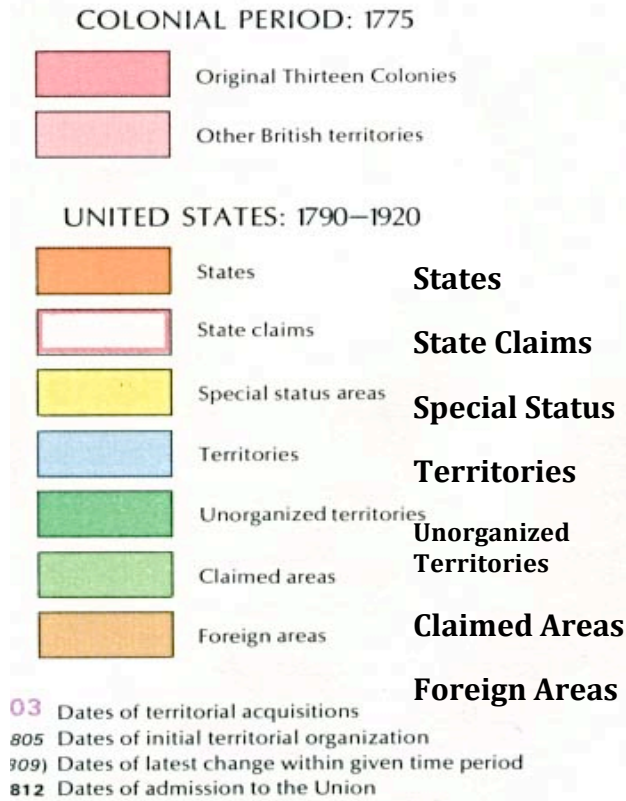 COLONIAL PERIOD: 1775
Original Thirteen Colonies
Other British territories
UNITED STATES: 1790–1920
States
States
State claims
State Claims
Special status areas
Special Status
Territories
Territories
Unorganized territories
Unorganized
Territories
Claimed areas
Claimed Areas
Foreign areas
Foreign Areas
03 Dates of territorial acquisitions
805 Dates of initial territorial organization
809) Dates of latest change within given time period
812 Dates of admission to the Union